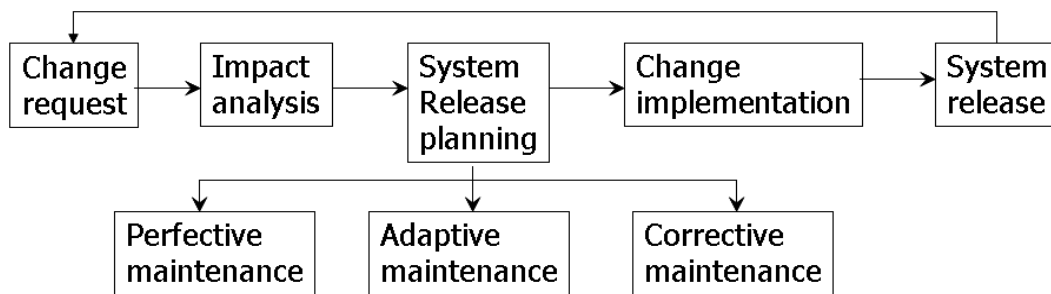 Change
request
Impact
analysis
System
Release
planning
Change
implementation
System
release
Perfective
maintenance
Adaptive
maintenance
Corrective
maintenance